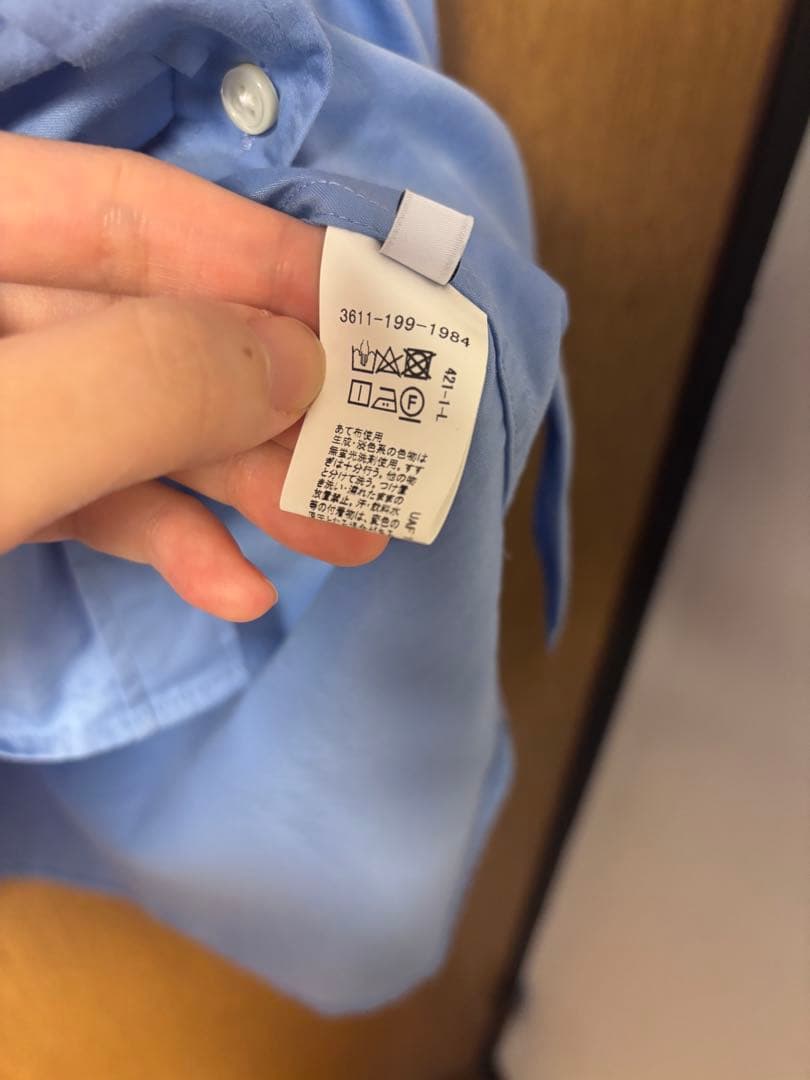 3611-199-1984
421-1-L
F
あて布使用
生成・淡色系の色物は
無蛍光洗剤使用。すす
ぎは十分行う。他の物
と分けて洗う。つけ置
き洗い・濡れたままの
放置禁止。汗・飲料水
等の付着物は、変色の
UAF